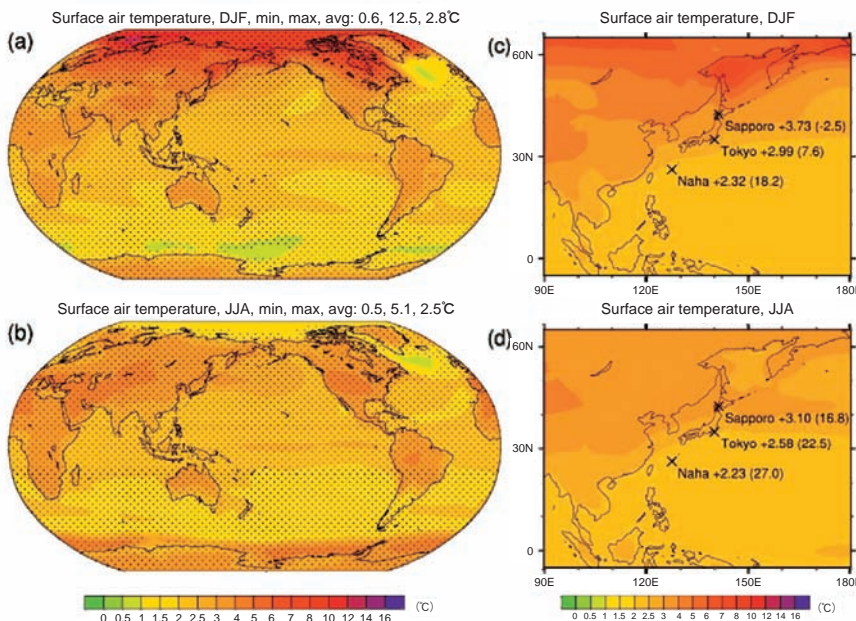 Surface air temperature, DJF, min, max, avg: 0.6, 12.5, 2.8℃
(a)
Surface air temperature, DJF
(c)
60N
30N
0
Sapporo +3.73 (-2.5)
Tokyo +2.99 (7.6)
Naha +2.32 (18.2)
90E 120E 150E 180E
Surface air temperature, JJA, min, max, avg: 0.5, 5.1, 2.5℃
(b)
Surface air temperature, JJA
(d)
60N
30N
0
Sapporo +3.10 (16.8)
Tokyo +2.58 (22.5)
Naha +2.23 (27.0)
90E 120E 150E 180E
0 0.5 1 1.5 2 2.5 3 4 5 6 7 8 10 12 14 16 (℃)
0 0.5 1 1.5 2 2.5 3 4 5 6 7 8 10 12 14 16 (℃)